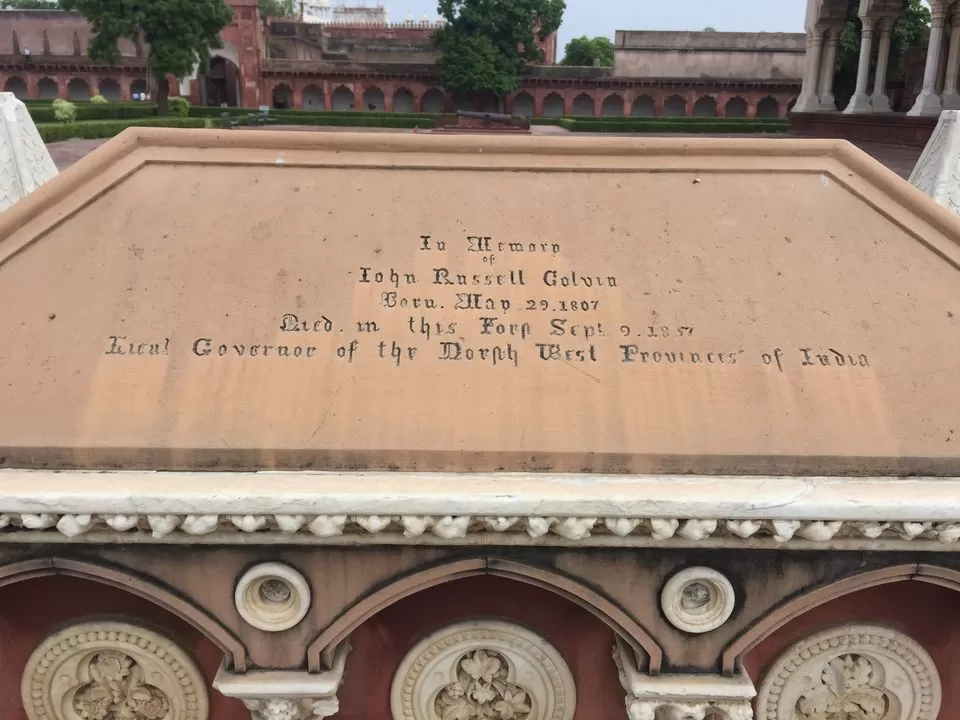 In Memory
of
John Russell Colvin
Born. May 29. 1807
Died. in this Fort Sept. 9. 1857
Lieut Governor of the North West Provinces of India